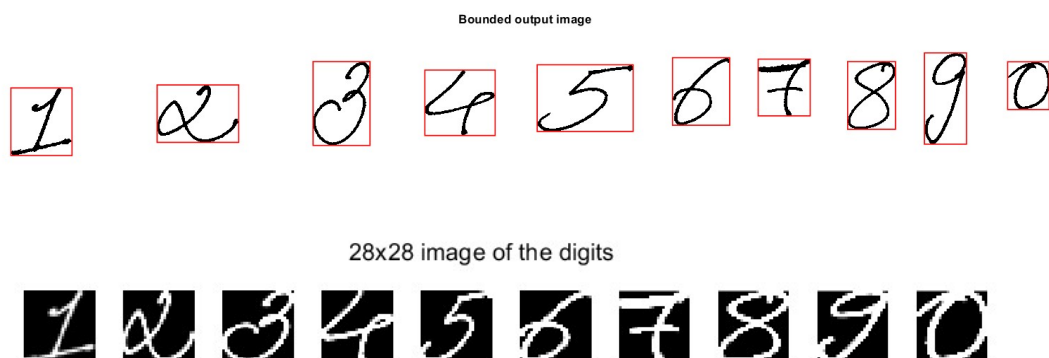 Bounded output image
1 2 3 4 5 6 7 8 9 0
28x28 image of the digits
1 2 3 4 5 6 7 8 9 0